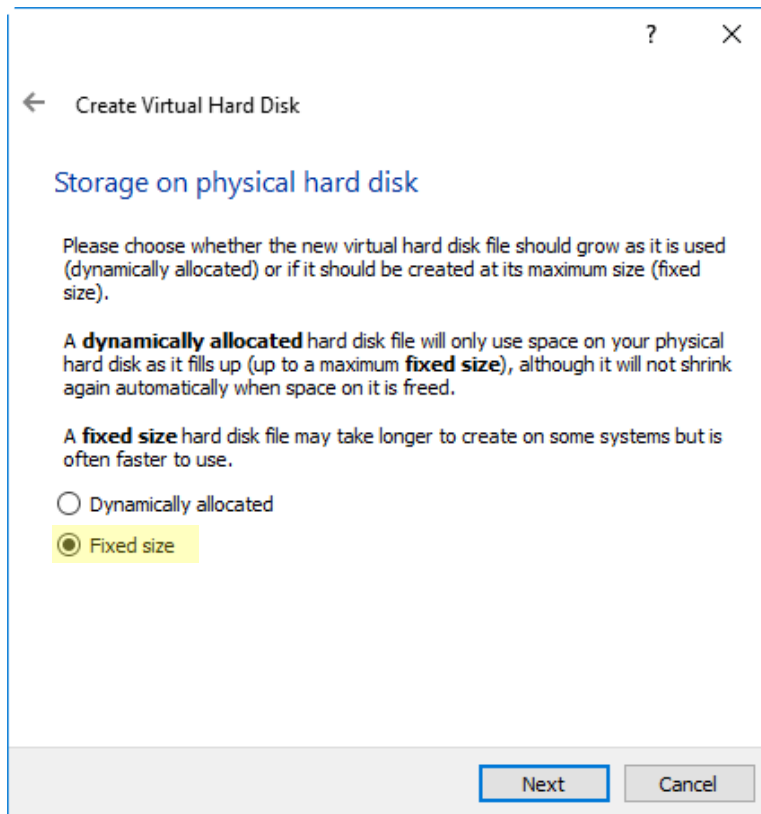 ?
Create Virtual Hard Disk
Storage on physical hard disk
Please choose whether the new virtual hard disk file should grow as it is used
(dynamically allocated) or if it should be created at its maximum size (fixed
size).
A dynamically allocated hard disk file will only use space on your physical
hard disk as it fills up (up to a maximum fixed size), although it will not shrink
again automatically when space on it is freed.
A fixed size hard disk file may take longer to create on some systems but is
often faster to use.
Dynamically allocated
Fixed size
Next Cancel